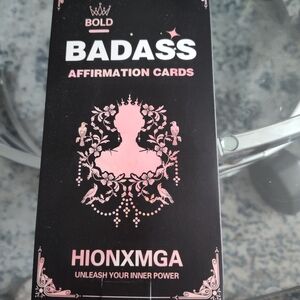 BOLD
BADASS
AFFIRMATION CARDS
HIONXMGA
UNLEASH YOUR INNER POWER